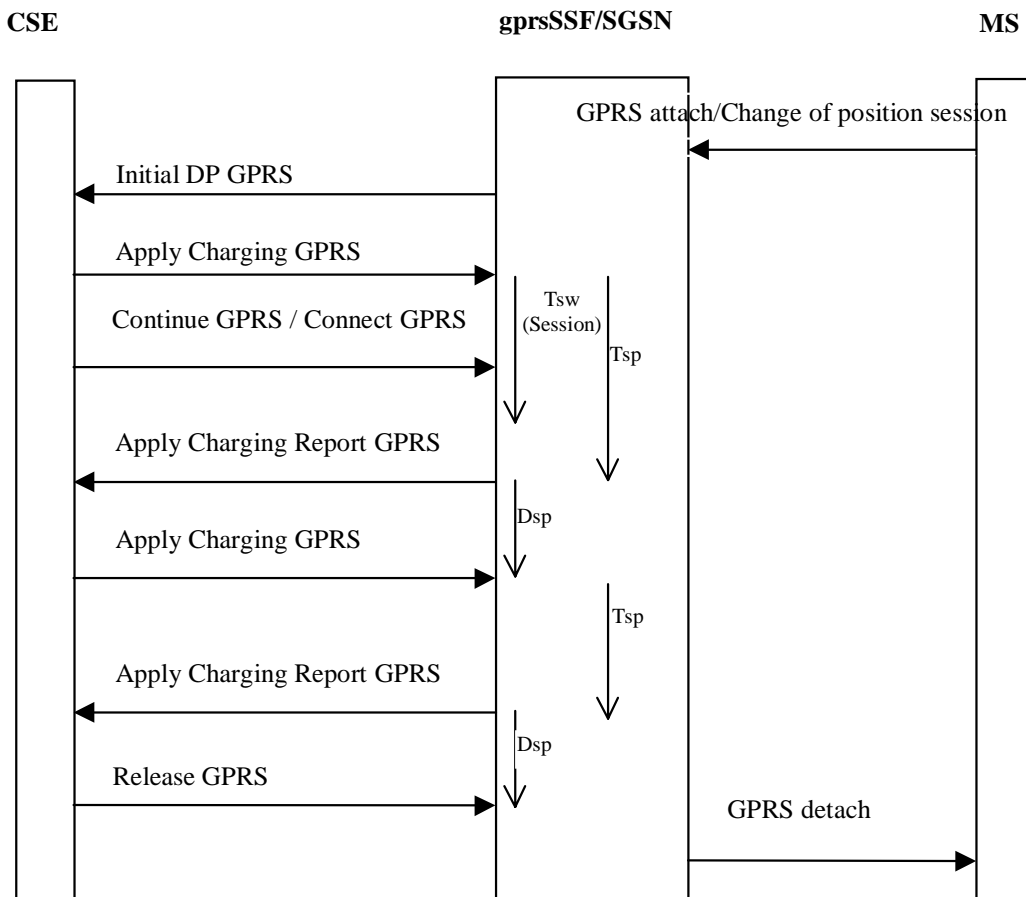 CSE
gprsSSF/SGSN
MS
GPRS attach/Change of position session
Initial DP GPRS
Apply Charging GPRS
Tsw
(Session)
Continue GPRS / Connect GPRS
Tsp
Apply Charging Report GPRS
Dsp
Apply Charging GPRS
Tsp
Apply Charging Report GPRS
Dsp
Release GPRS
GPRS detach